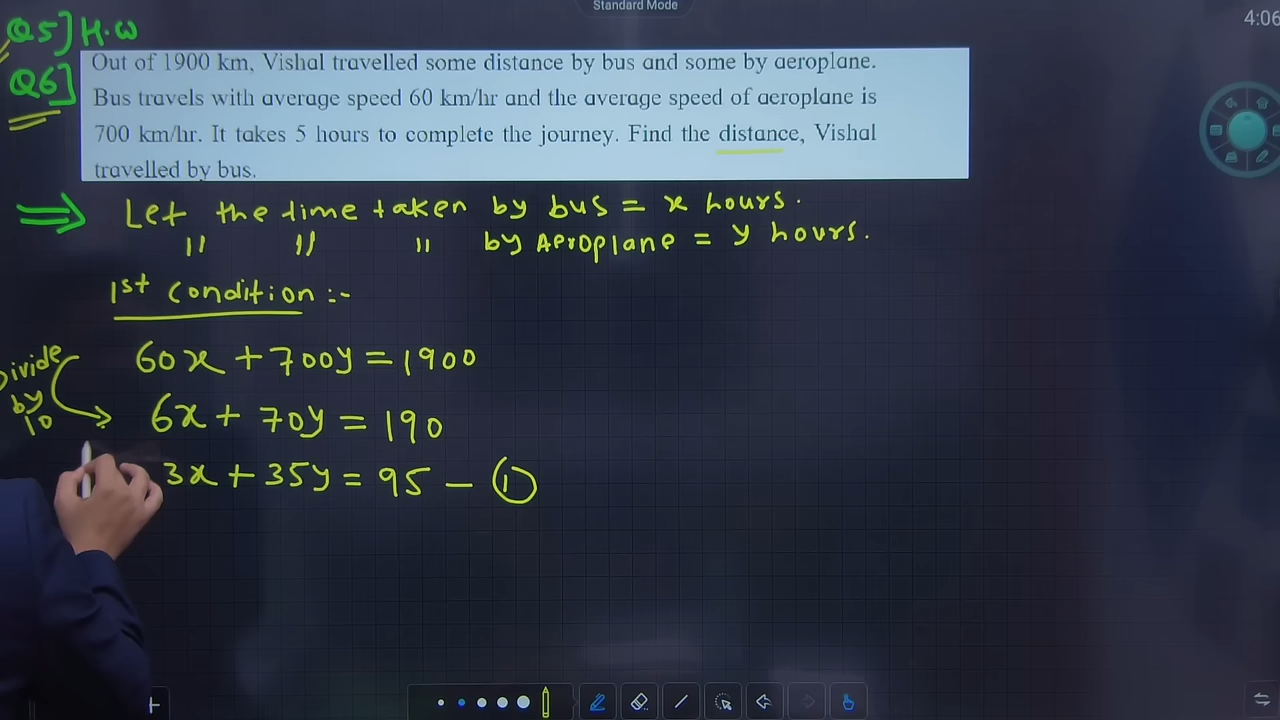 Standard Mode
4:06
Q5] H.W
Q6]
Out of 1900 km, Vishal travelled some distance by bus and some by aeroplane.
Bus travels with average speed 60 km/hr and the average speed of aeroplane is
700 km/hr. It takes 5 hours to complete the journey. Find the distance, Vishal
travelled by bus.
⇒ Let the time taken by bus = x hours.
〃 〃 〃 by Aeroplane = y hours.
1st Condition :-
60x + 700y = 1900
Divide
by
10
6x + 70y = 190
3x + 35y = 95 — ①